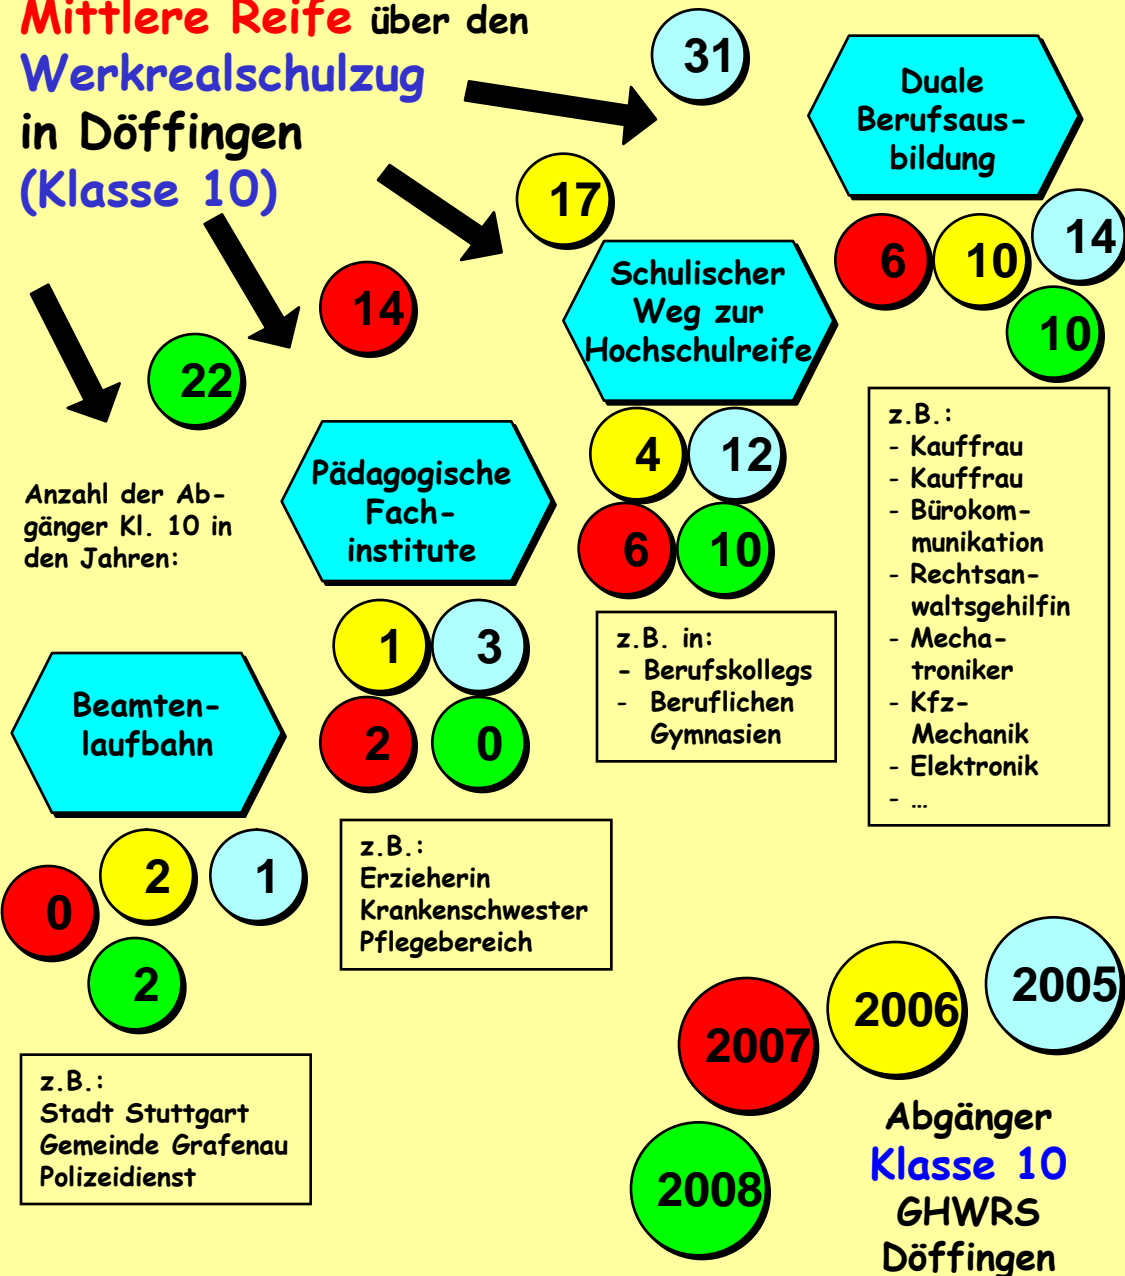 Mittlere Reife über den
Werkrealschulzug
in Döffingen
(Klasse 10)
31
17
14
22
Duale
Berufsaus-
bildung
6 10 14
10
z.B.:
- Kauffrau
- Kauffrau
- Bürokom-
munikation
- Rechtsan-
waltsgehilfin
- Mecha-
troniker
- Kfz-
Mechanik
- Elektronik
- …
Schulischer
Weg zur
Hochschulreife
4 12
6 10
z.B. in:
- Berufskollegs
- Beruflichen
Gymnasien
Anzahl der Ab-
gänger Kl. 10 in
den Jahren:
Pädagogische
Fach-
institute
1 3
2 0
z.B.:
Erzieherin
Krankenschwester
Pflegebereich
Beamten-
laufbahn
0 2 1
2
z.B.:
Stadt Stuttgart
Gemeinde Grafenau
Polizeidienst
2007 2006 2005
2008
Abgänger
Klasse 10
GHWRS
Döffingen